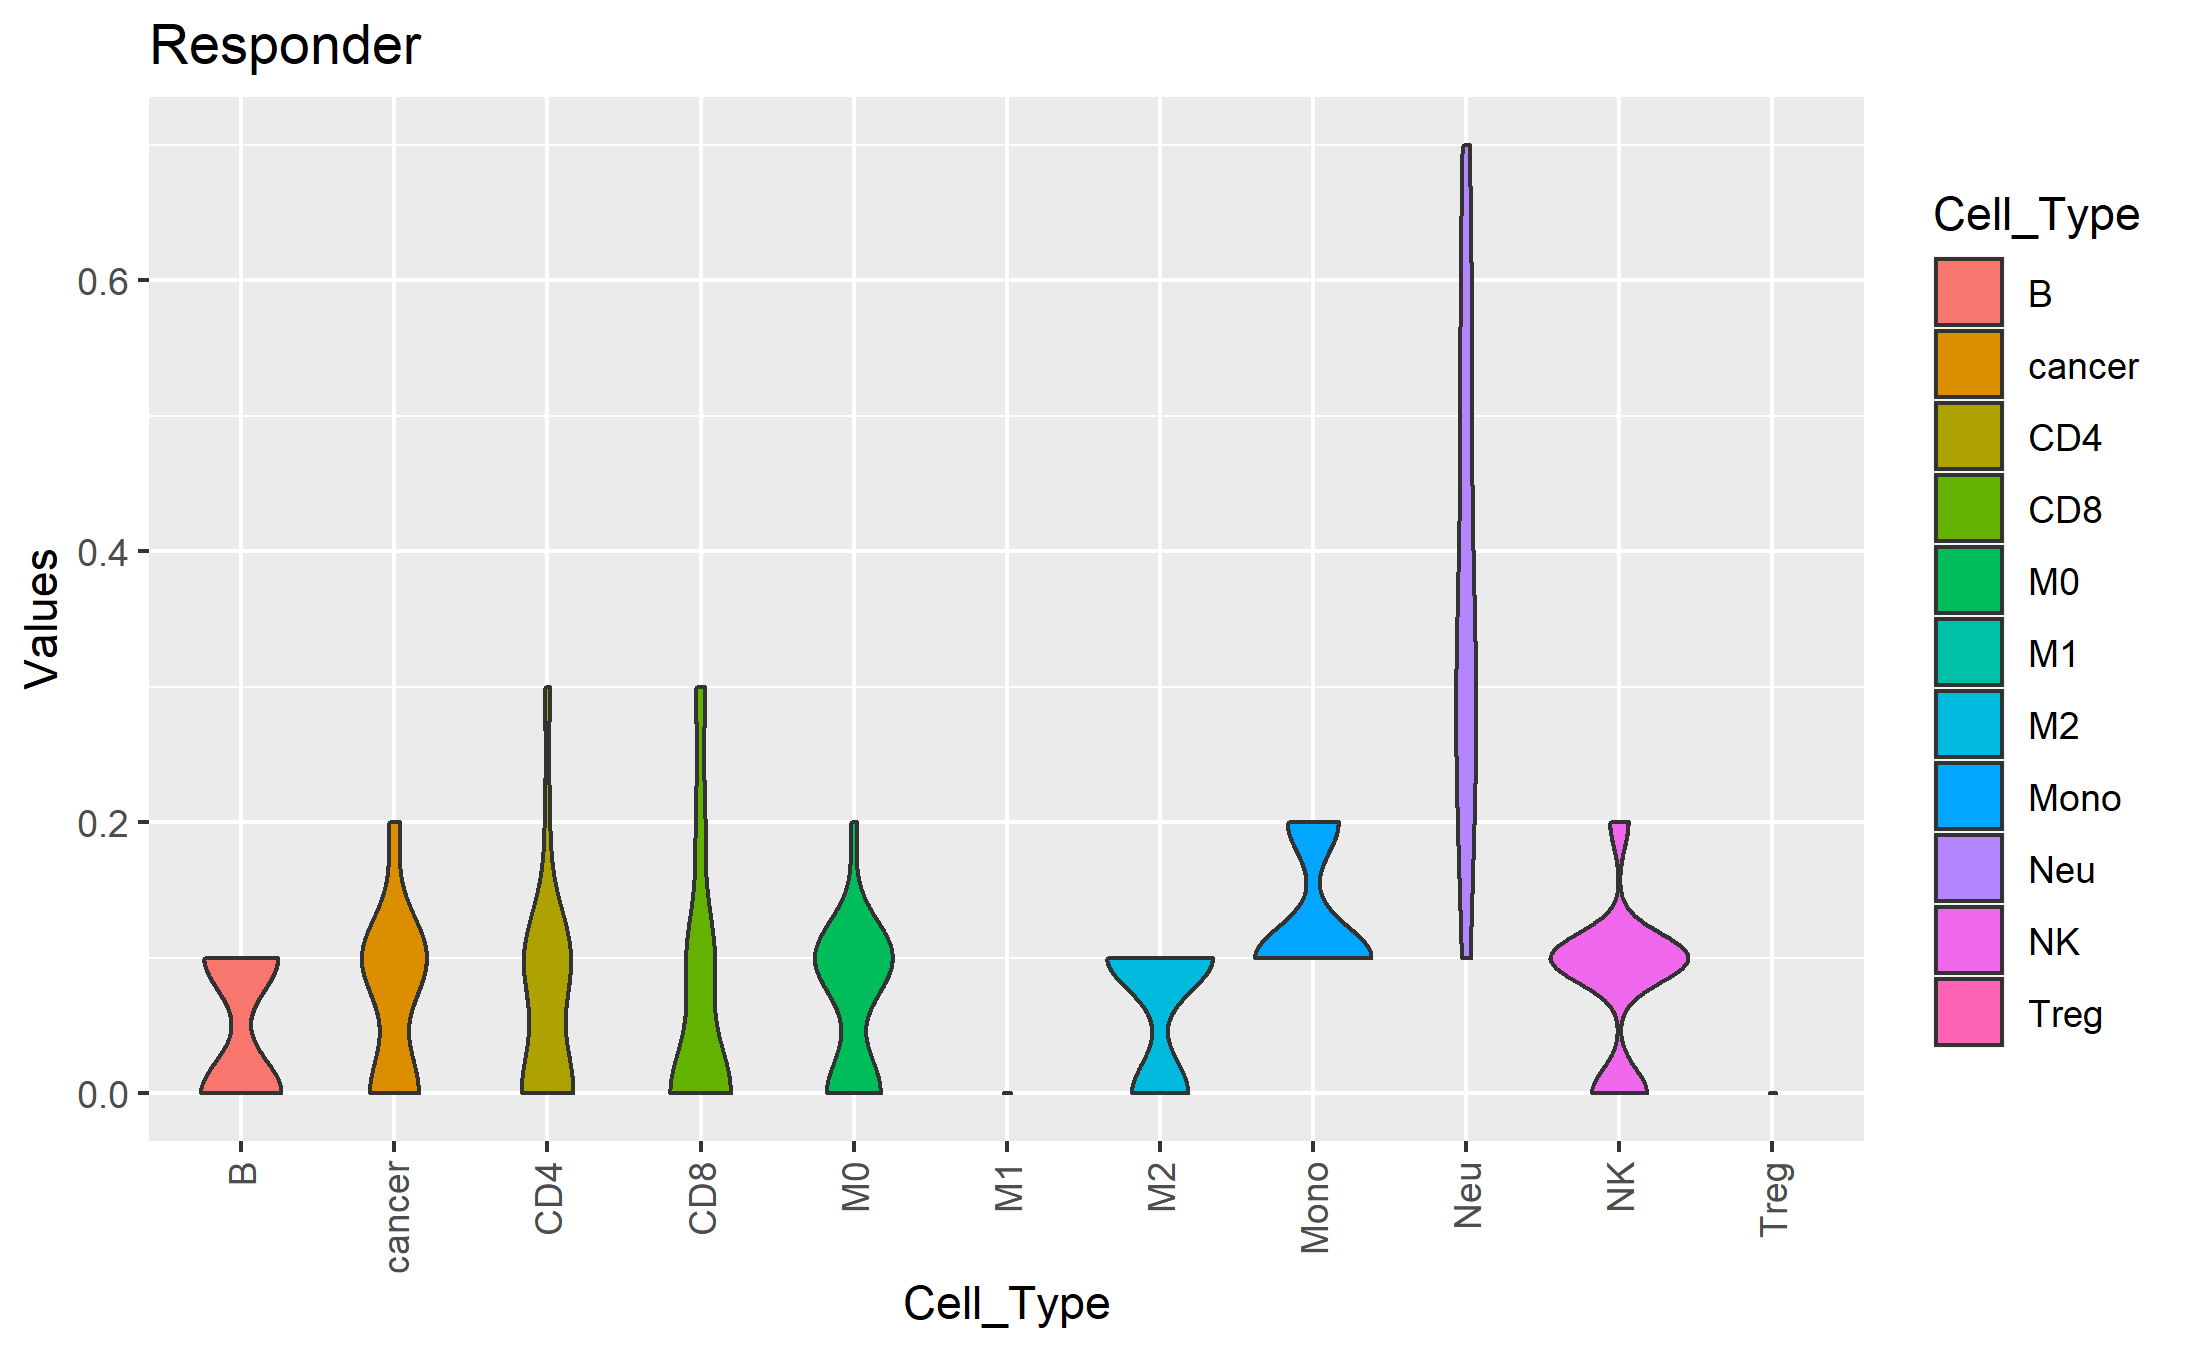 Responder
Values
0.6
0.4
0.2
0.0
B
cancer
CD4
CD8
M0
M1
M2
Mono
Neu
NK
Treg
Cell_Type
Cell_Type
B
cancer
CD4
CD8
M0
M1
M2
Mono
Neu
NK
Treg